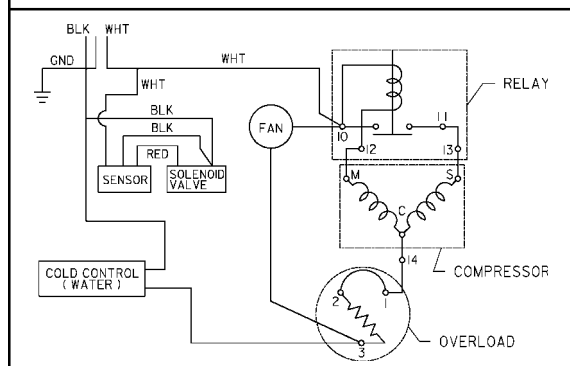 BLK WHT
GND
WHT
WHT
BLK
BLK
RED
SENSOR
SOLENOID
VALVE
FAN
10
11
12
13
RELAY
M
S
C
14
COMPRESSOR
COLD CONTROL
( WATER )
2
1
3
OVERLOAD